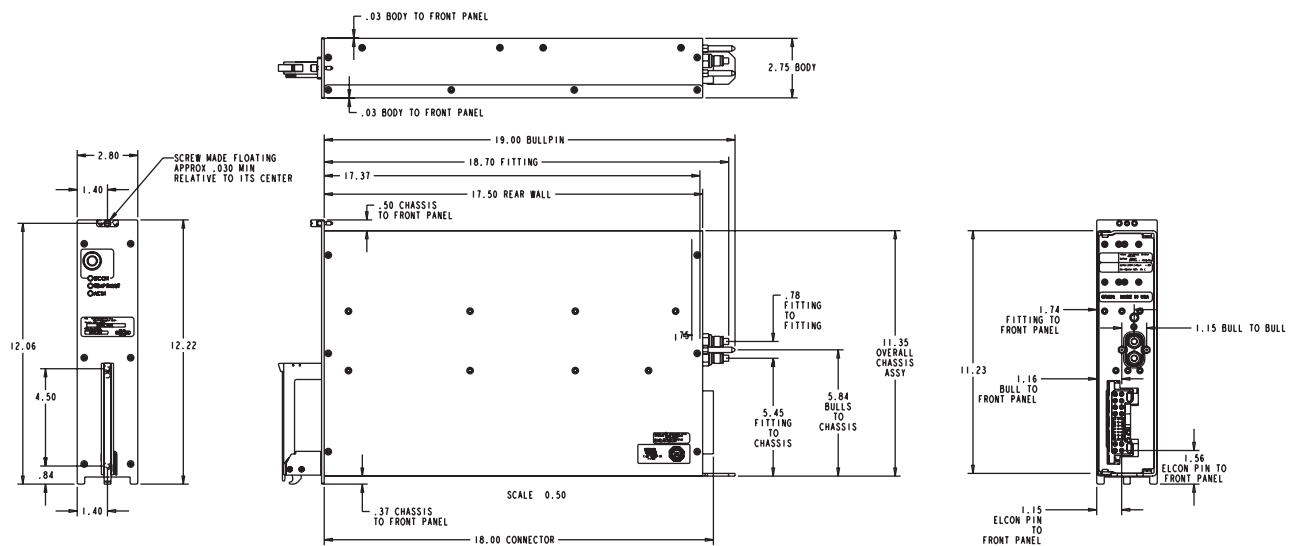 .03 BODY TO FRONT PANEL
2.75 BODY
.03 BODY TO FRONT PANEL
19.00 BULLPIN
18.70 FITTING
17.37
17.50 REAR WALL
2.80
1.40
SCREW MADE FLOATING
APPROX .030 MIN
RELATIVE TO ITS CENTER
.50 CHASSIS
TO FRONT PANEL
DCON
ACIN
12.06
12.22
4.50
.84
1.40
.78
FITTING
TO
FITTING
.75
11.35
OVERALL
CHASSIS
ASSY
5.84
BULLS
TO
CHASSIS
5.45
FITTING
TO
CHASSIS
SCALE 0.50
.37 CHASSIS
TO FRONT PANEL
18.00 CONNECTOR
1.74
FITTING TO
FRONT PANEL
1.15 BULL TO BULL
11.23
1.16
BULL TO
FRONT PANEL
1.56
ELCON PIN TO
FRONT PANEL
1.15
ELCON PIN
TO
FRONT PANEL